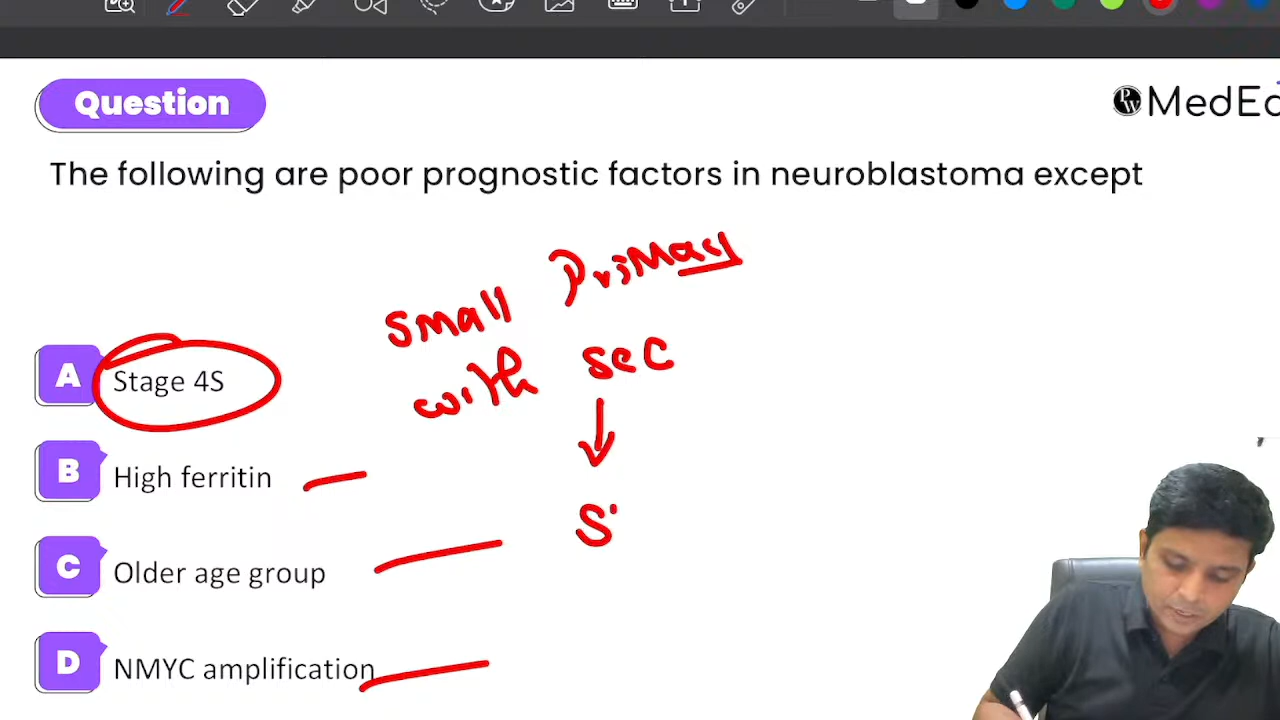 Question
PW MedEd
The following are poor prognostic factors in neuroblastoma except
small Primary
with sec
S
A Stage 4S
B High ferritin
C Older age group
D NMYC amplification